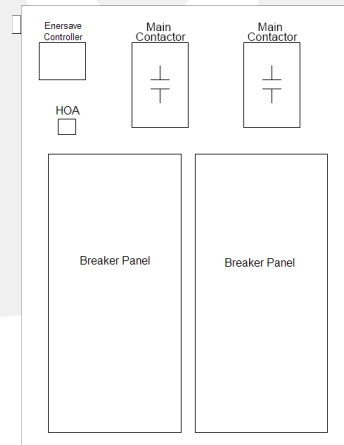 Enersave
Controller
Main
Contactor
Main
Contactor
HOA
Breaker Panel
Breaker Panel